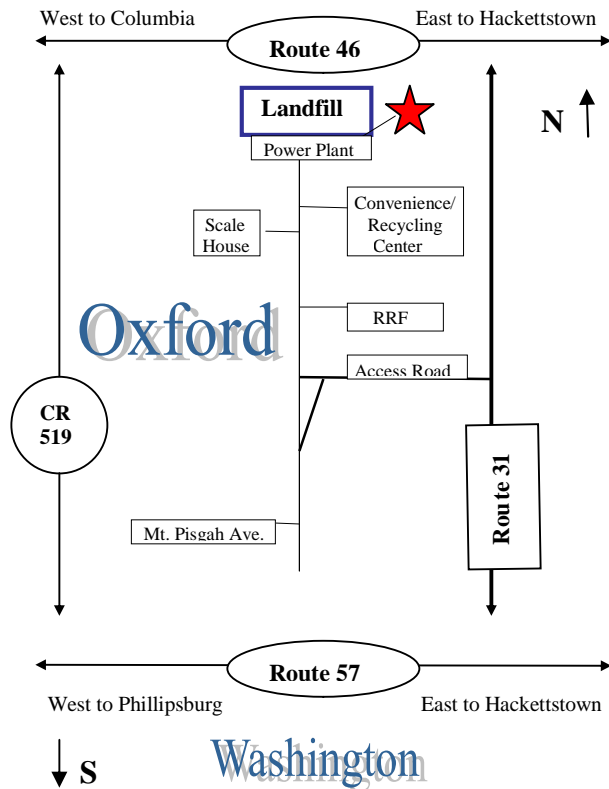 West to Columbia
East to Hackettstown
Route 46
Landfill
N
Power Plant
Convenience/
Recycling
Center
Scale
House
Oxford
RRF
Access Road
CR
519
Route 31
Mt. Pisgah Ave.
Route 57
West to Phillipsburg
East to Hackettstown
S
Washington